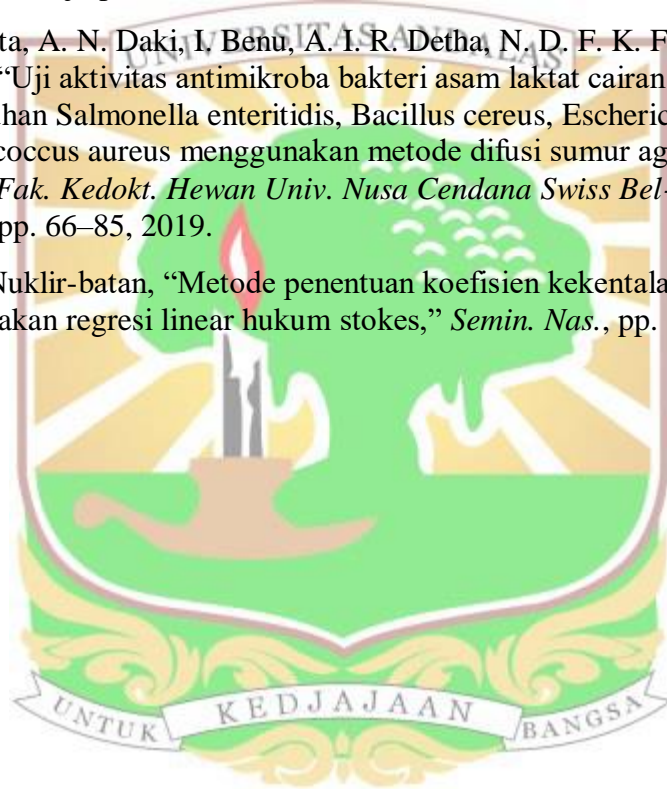 UNIVERSITAS ANDALAS
ta, A. N. Daki, I. Benu, A. I. R. Detha, N. D. F. K. F
“Uji aktivitas antimikroba bakteri asam laktat cairan
han Salmonella enteritidis, Bacillus cereus, Escheric
coccus aureus menggunakan metode difusi sumur ag
Fak. Kedokt. Hewan Univ. Nusa Cendana Swiss Bel-
pp. 66–85, 2019.
Nuklir-batan, “Metode penentuan koefisien kekentala
akan regresi linear hukum stokes,” Semin. Nas., pp.
UNTUK KEDJAJAAN BANGSA